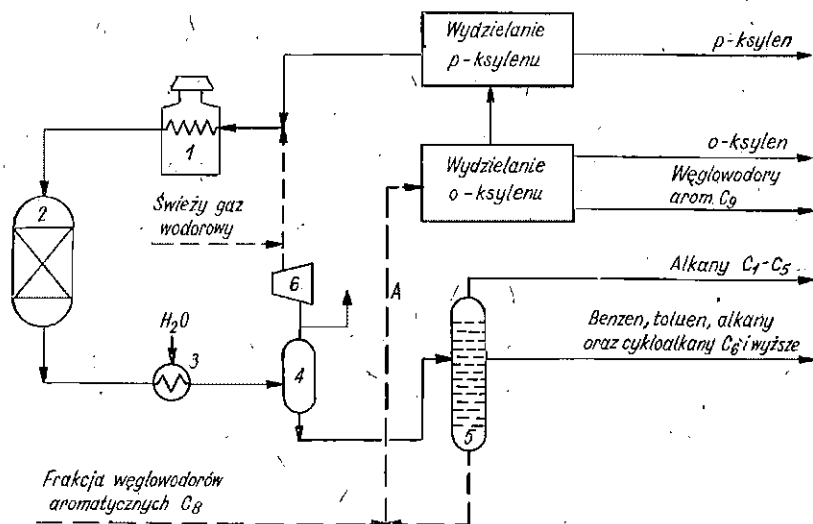 Wydzielanie
p-ksylenu
p-ksylen
1
Wydzielanie
o-ksylenu
o-ksylen
Węglowodory
arom. C9
2
Świeży gaz
wodorowy
6
A
Alkany C1-C5
H2O
3
4
Benzen, toluen, alkany
oraz cykloalkany C6 i wyższe
5
Frakcja węglowodorów
aromatycznych C8